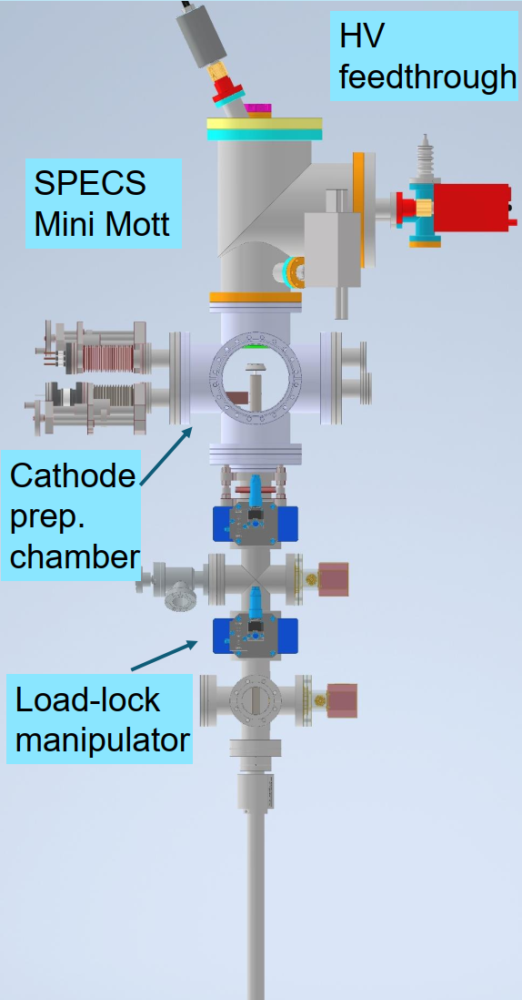 HV
feedthrough
SPECS
Mini Mott
Cathode
prep.
chamber
Load-lock
manipulator